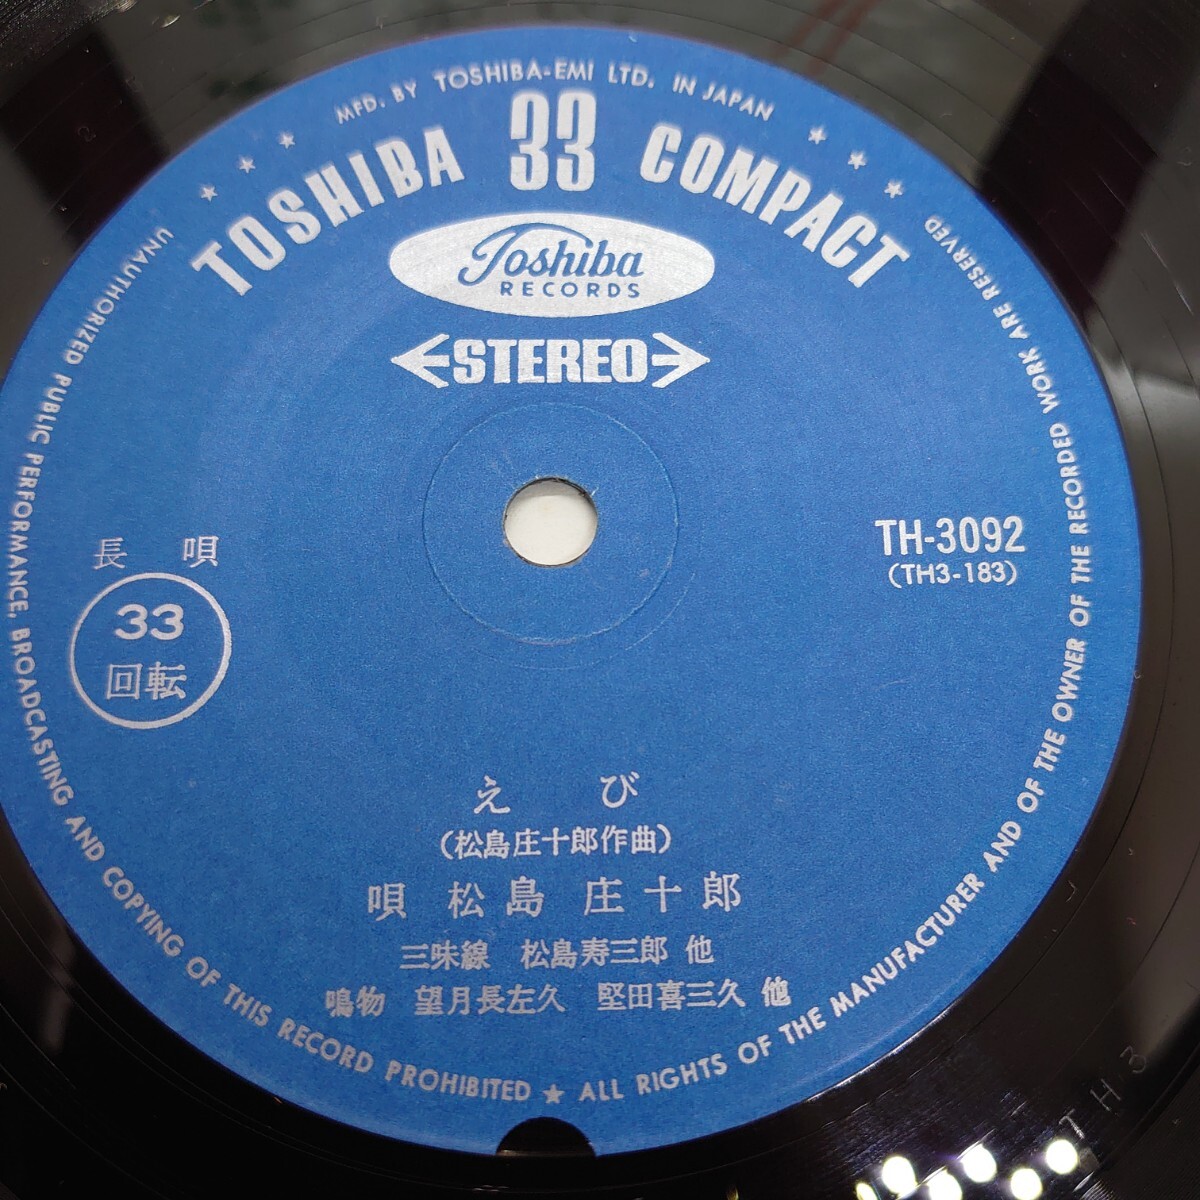 MFD. BY TOSHIBA-EMI LTD. IN JAPAN
TOSHIBA 33 COMPACT
Toshiba
RECORDS
STEREO
TH-3092
(TH3-183)
長唄
33
回転
えび
(松島庄十郎作曲)
唄 松島 庄十郎
三味線 松島寿三郎 他
鳴物 望月長左久 堅田喜三久 他
UNAUTHORIZED PUBLIC PERFORMANCE, BROADCASTING AND COPYING OF THIS RECORD PROHIBITED ★ ALL RIGHTS OF THE MANUFACTURER AND OF THE OWNER OF THE RECORDED WORK ARE RESERVED
TH3